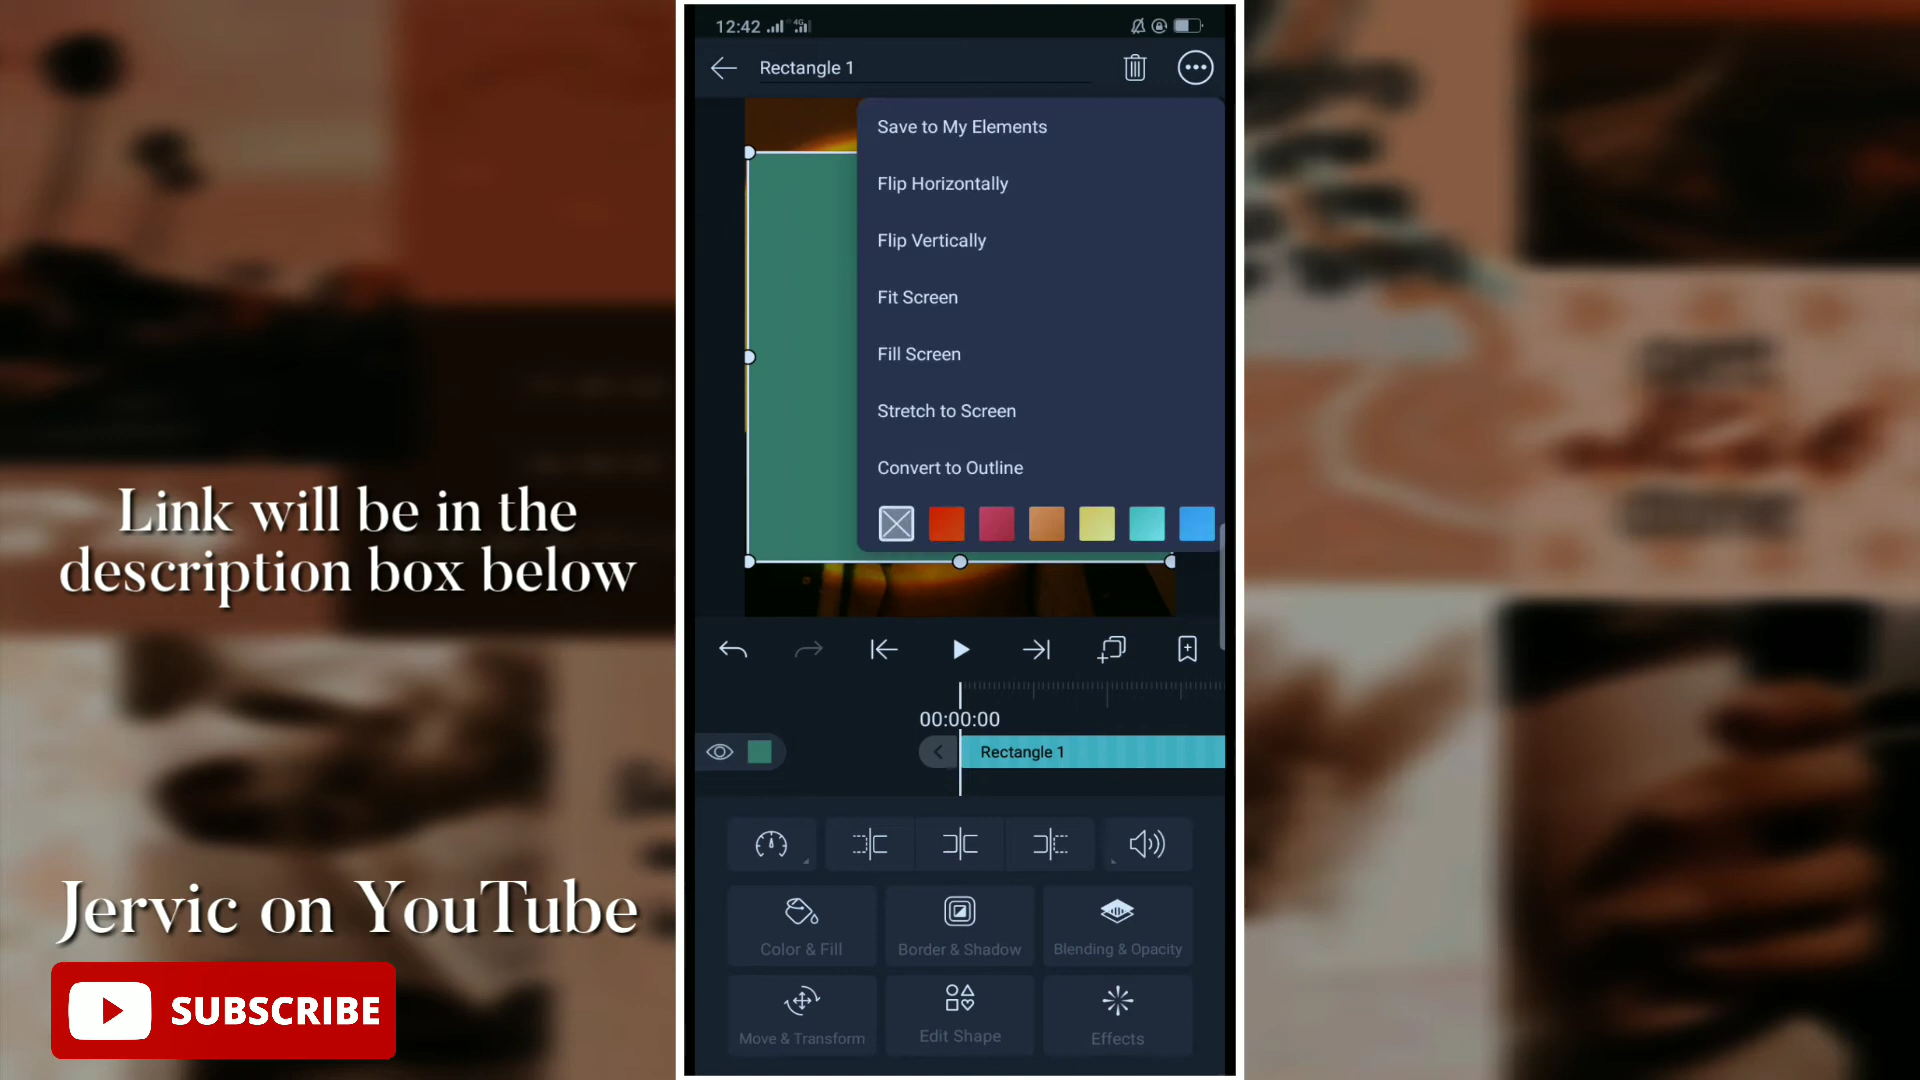 12:42
4G
Rectangle 1
Save to My Elements
Flip Horizontally
Flip Vertically
Fit Screen
Fill Screen
Stretch to Screen
Convert to Outline
Link will be in the
description box below
00:00:00
Rectangle 1
Color & Fill
Border & Shadow
Blending & Opacity
Move & Transform
Edit Shape
Effects
Jervic on YouTube
SUBSCRIBE